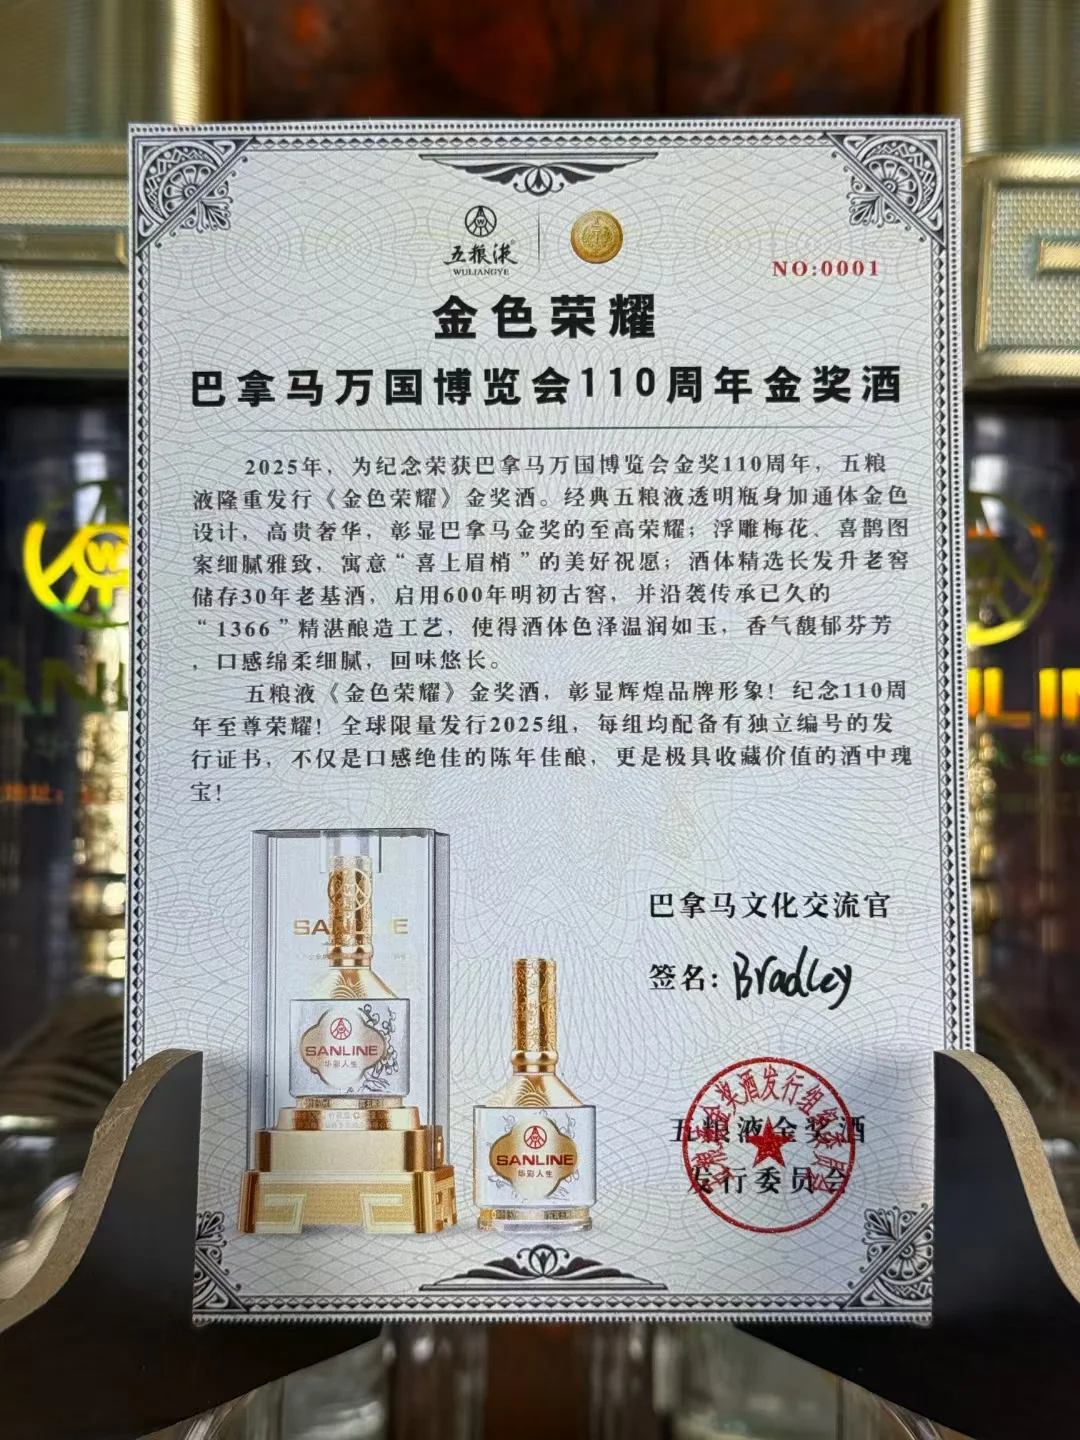 五粮液
WULIANGYE
NO:0001
金色荣耀
巴拿马万国博览会110周年金奖酒
2025年，为纪念荣获巴拿马万国博览会金奖110周年，五粮
液隆重发行《金色荣耀》金奖酒。经典五粮液透明瓶身加通体金色
设计，高贵奢华，彰显巴拿马金奖的至高荣耀；浮雕梅花、喜鹊图
案细腻雅致，寓意“喜上眉梢”的美好祝愿；酒体精选长发升老窖
储存30年老基酒，启用600年明初古窖，并沿袭传承已久的
“1366”精湛酿造工艺，使得酒体色泽温润如玉，香气馥郁芬芳
，口感绵柔细腻，回味悠长。
五粮液《金色荣耀》金奖酒，彰显辉煌品牌形象！纪念110周
年至尊荣耀！全球限量发行2025组，每组均配备有独立编号的发
行证书，不仅是口感绝佳的陈年佳酿，更是极具收藏价值的酒中瑰
宝！
巴拿马文化交流官
签名：Bradley
SANLINE
SANLINE
华彩人生
SANLINE
华彩人生
五粮液金奖酒
发行委员会